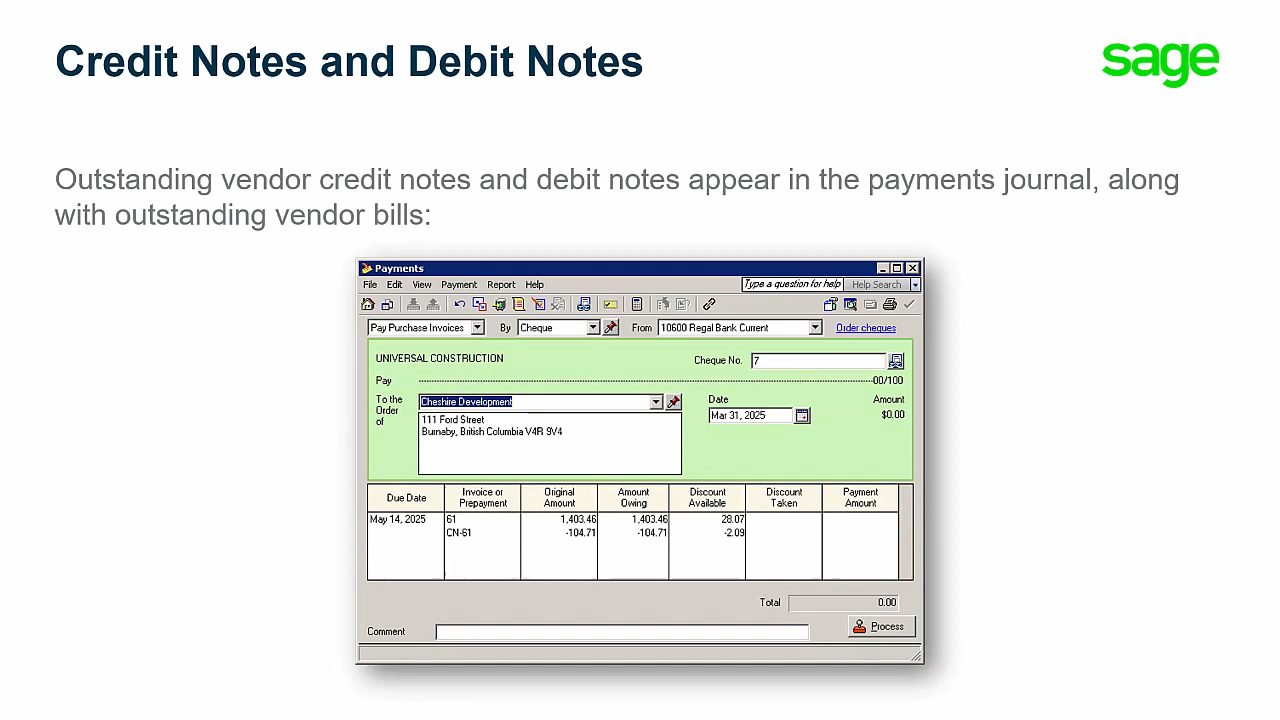 Credit Notes and Debit Notes
sage
Outstanding vendor credit notes and debit notes appear in the payments journal, along
with outstanding vendor bills:
Payments
File Edit View Payment Report Help
Type a question for help Help Search
Pay Purchase Invoices By Cheque From 10600 Regal Bank Current Order cheques
UNIVERSAL CONSTRUCTION Cheque No. 7
Pay 00/100
To the Order of Cheshire Development Date Amount
111 Ford Street Mar 31, 2025 $0.00
Burnaby, British Columbia V4R 9V4
Due Date Invoice or Prepayment Original Amount Amount Owing Discount Available Discount Taken Payment Amount
May 14, 2025 61 1,403.46 1,403.46 28.07
CN-61 -104.71 -104.71 -2.09
Total 0.00
Comment Process